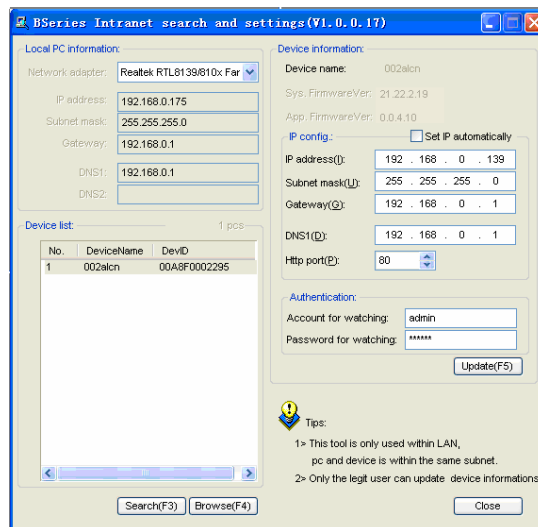 BSeries Intranet search and settings(V1.0.0.17)
Local PC information:
Network adapter: Realtek RTL8139/810x Far
IP address: 192.168.0.175
Subnet mask: 255.255.255.0
Gateway: 192.168.0.1
DNS1: 192.168.0.1
DNS2:
Device list: 1 pcs
No. DeviceName DevID
1 002alcn 00A8F0002295
Search(F3) Browse(F4)
Device information:
Device name: 002alcn
Sys. FirmwareVer: 21.22.2.19
App. FirmwareVer: 0.0.4.10
IP config.: Set IP automatically
IP address(I): 192 . 168 . 0 . 139
Subnet mask(U): 255 . 255 . 255 . 0
Gateway(G): 192 . 168 . 0 . 1
DNS1(D): 192 . 168 . 0 . 1
Http port(P): 80
Authentication:
Account for watching: admin
Password for watching: ******
Update(F5)
Tips:
1> This tool is only used within LAN,
pc and device is within the same subnet.
2> Only the legit user can update device informations
Close